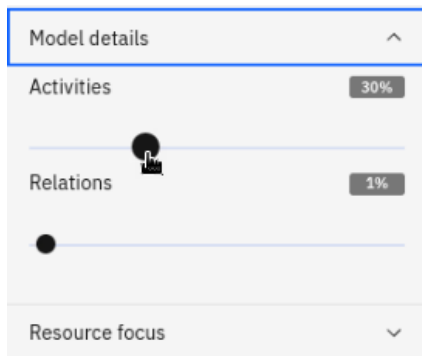 Model details
Activities 30%
Relations 1%
Resource focus